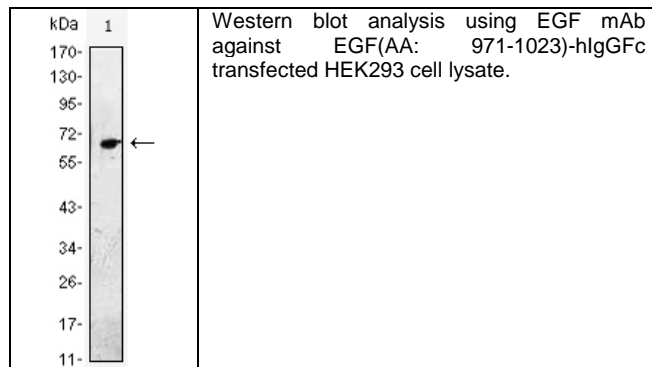 kDa 1
170-
130-
95-
72-
55-
43-
34-
26-
17-
11-
Western blot analysis using EGF mAb
against EGF(AA: 971-1023)-hIgGFc
transfected HEK293 cell lysate.